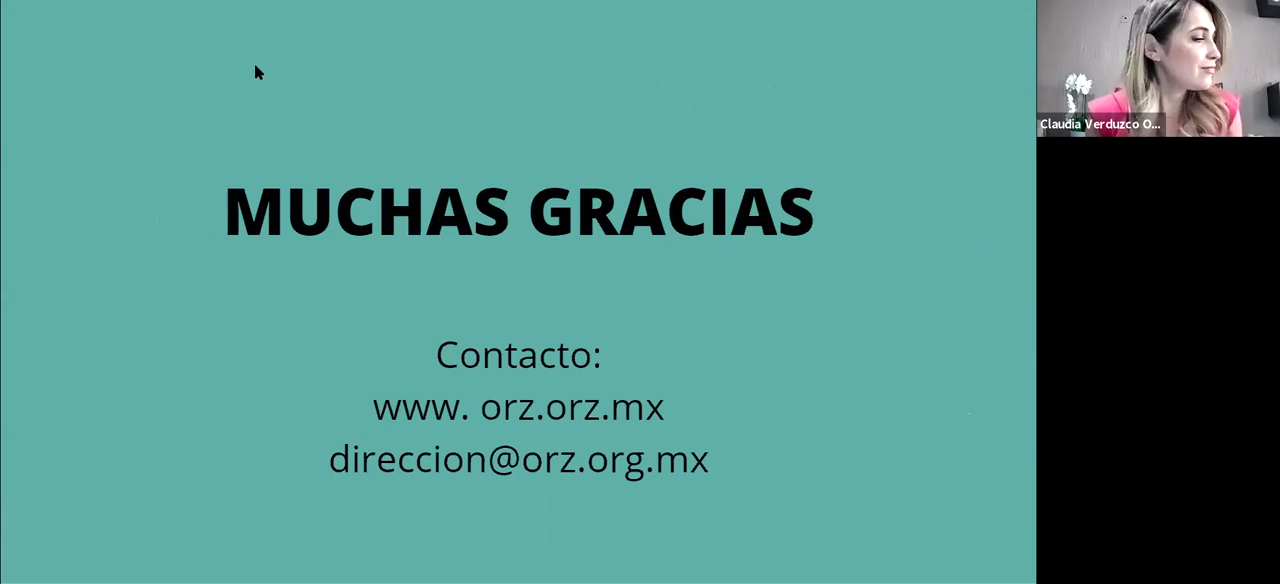 MUCHAS GRACIAS
Contacto:
www. orz.orz.mx
direccion@orz.org.mx
Claudia Verduzco O...